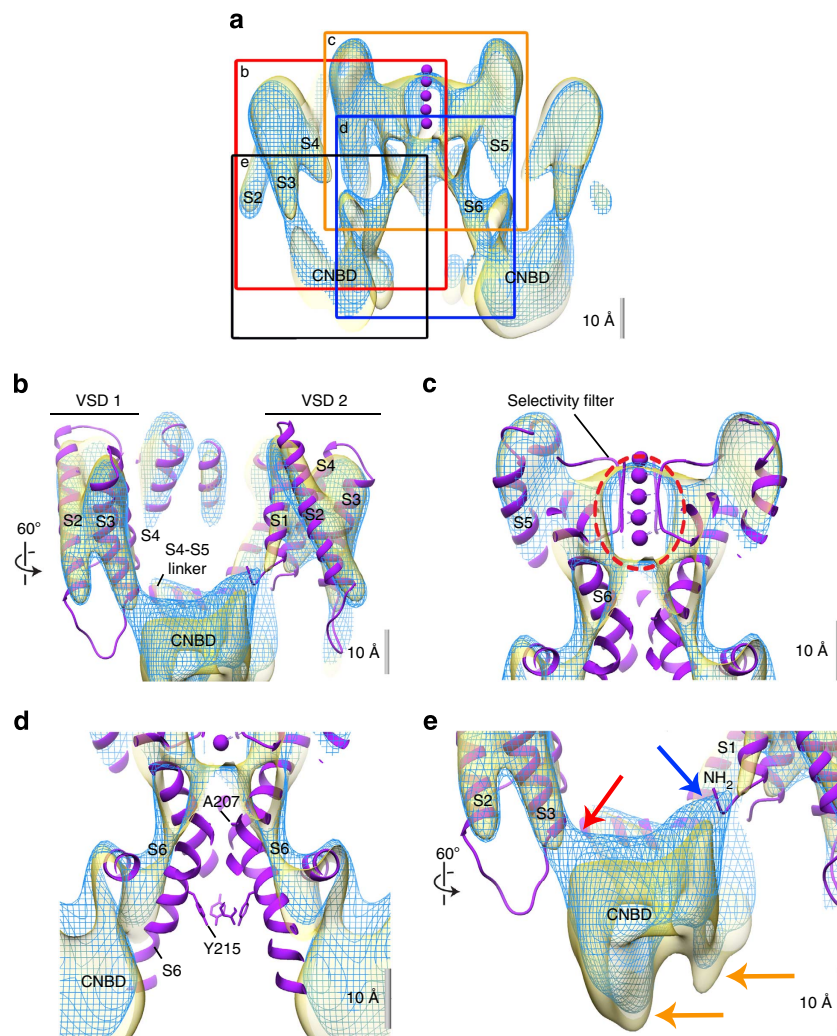 a
c
b
d
S4
S5
e
S3
S2
S6
CNBD
CNBD
10 Å
b
VSD 1
VSD 2
S4
S2
S3
S3
S1
S2
S4
60°
S4-S5
linker
CNBD
10 Å
c
Selectivity filter
S5
S6
10 Å
d
A207
S6
S6
Y215
S6
CNBD
10 Å
e
S1
NH2
S2
S3
60°
CNBD
10 Å